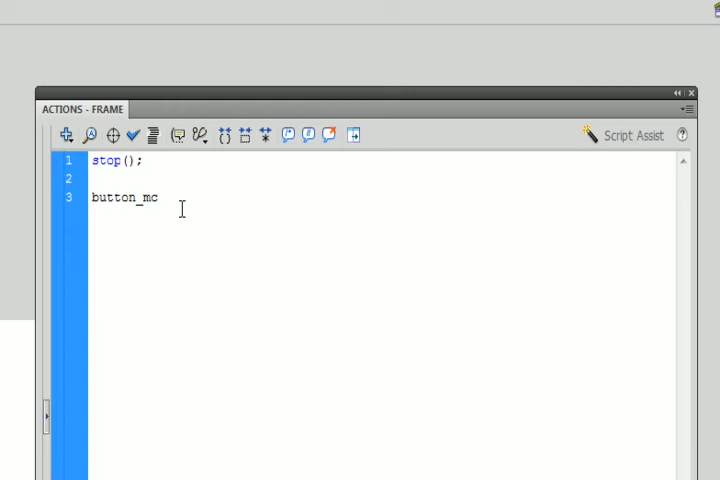 ACTIONS - FRAME
Script Assist
1 stop();
2
3 button_mc